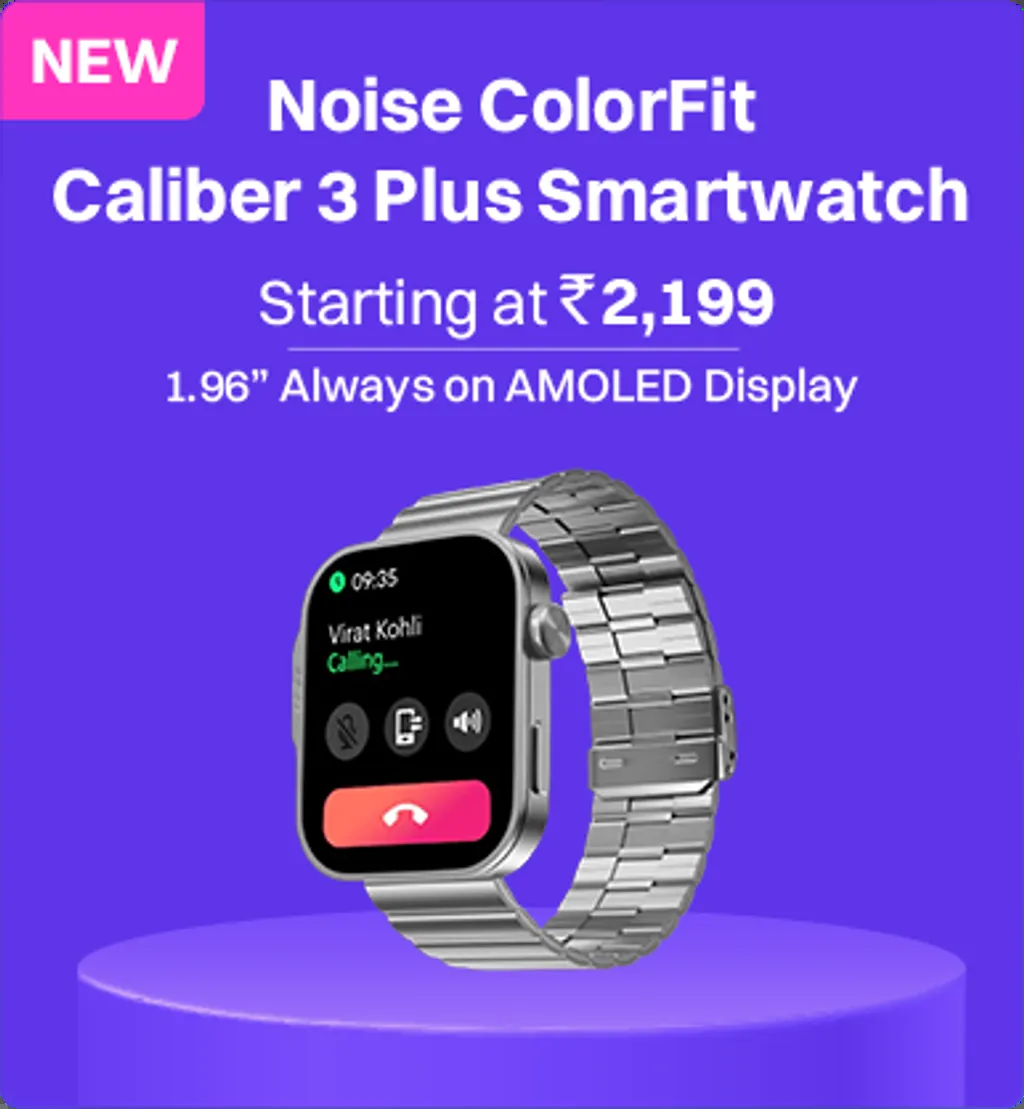 NEW
Noise ColorFit
Caliber 3 Plus Smartwatch
Starting at ₹2,199
1.96” Always on AMOLED Display
09:35
Virat Kohli
Calling...